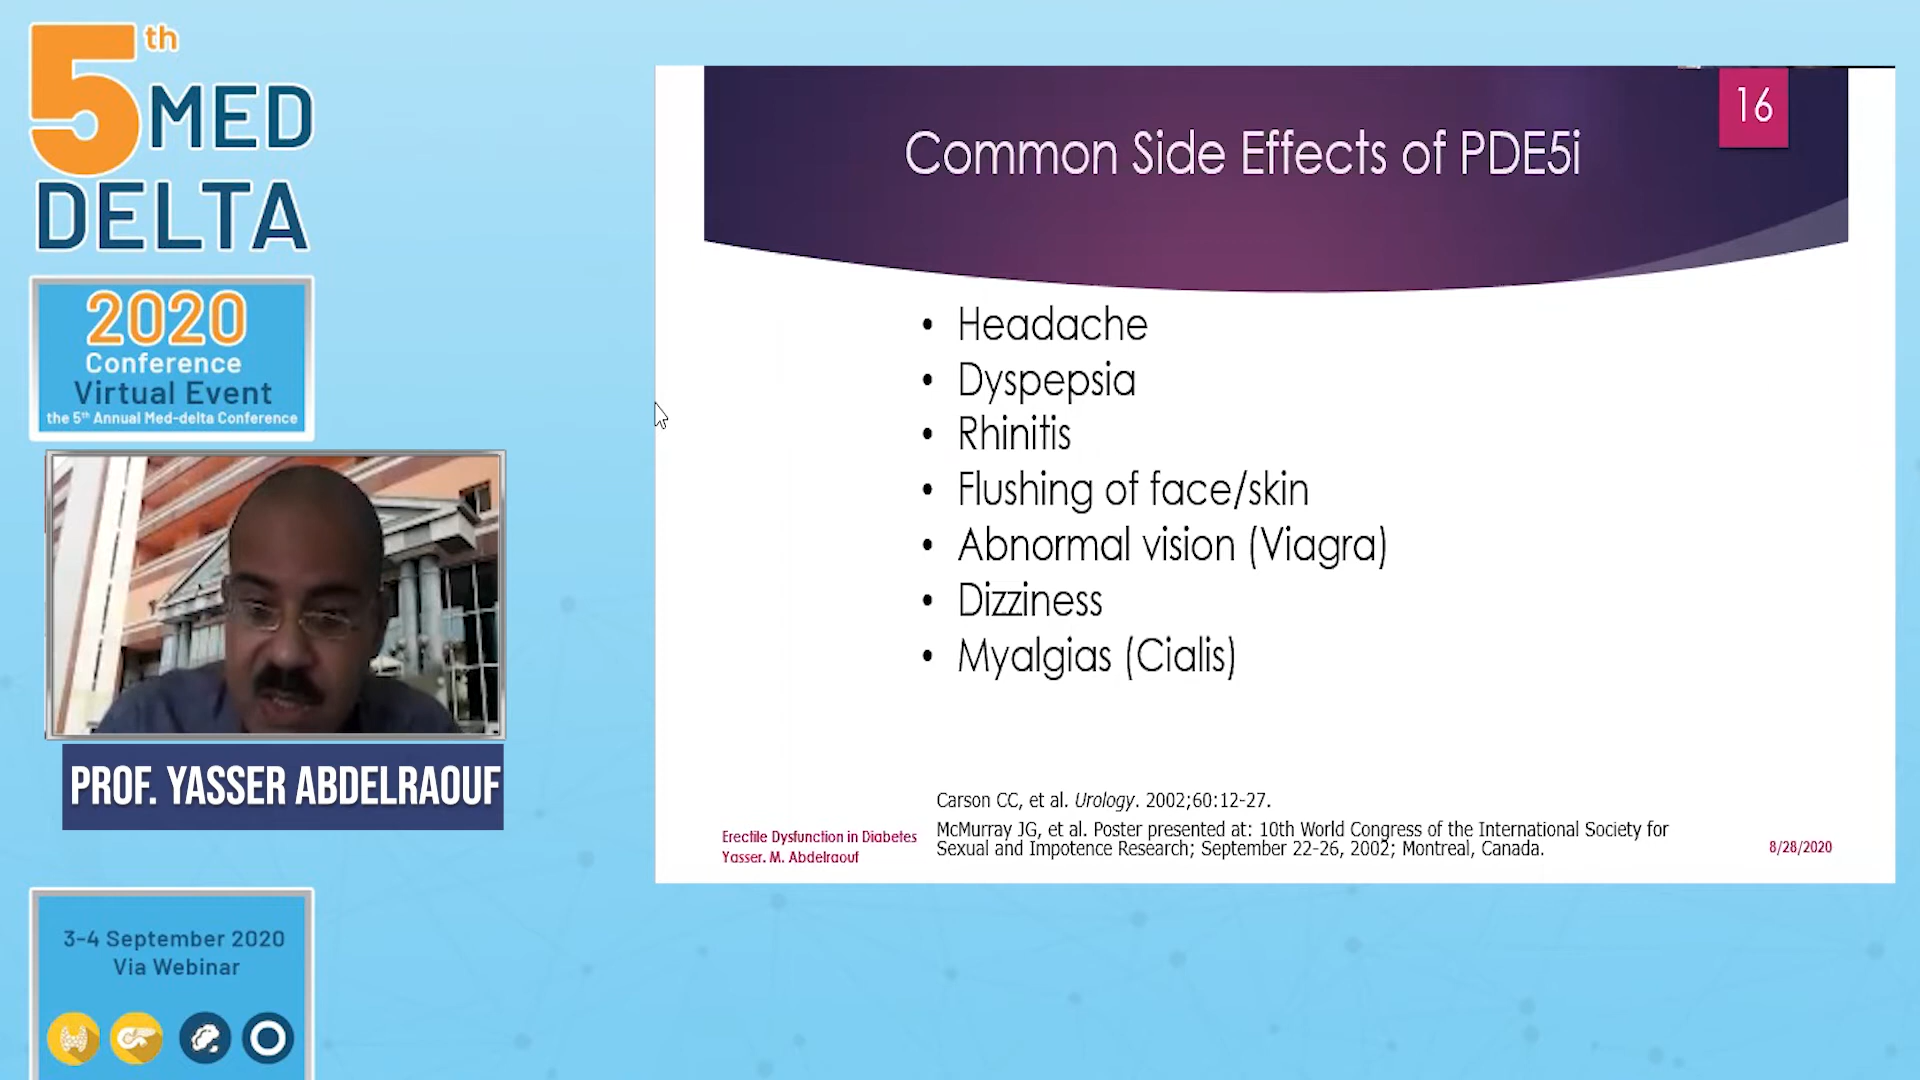 5th MED
DELTA
2020
Conference
Virtual Event
the 5th Annual Med-delta Conference
PROF. YASSER ABDELRAOUF
3-4 September 2020
Via Webinar
16
Common Side Effects of PDE5i
• Headache
• Dyspepsia
• Rhinitis
• Flushing of face/skin
• Abnormal vision (Viagra)
• Dizziness
• Myalgias (Cialis)
Carson CC, et al. Urology. 2002;60:12-27.
McMurray JG, et al. Poster presented at: 10th World Congress of the International Society for
Sexual and Impotence Research; September 22-26, 2002; Montreal, Canada.
Erectile Dysfunction in Diabetes
Yasser. M. Abdelraouf
8/28/2020